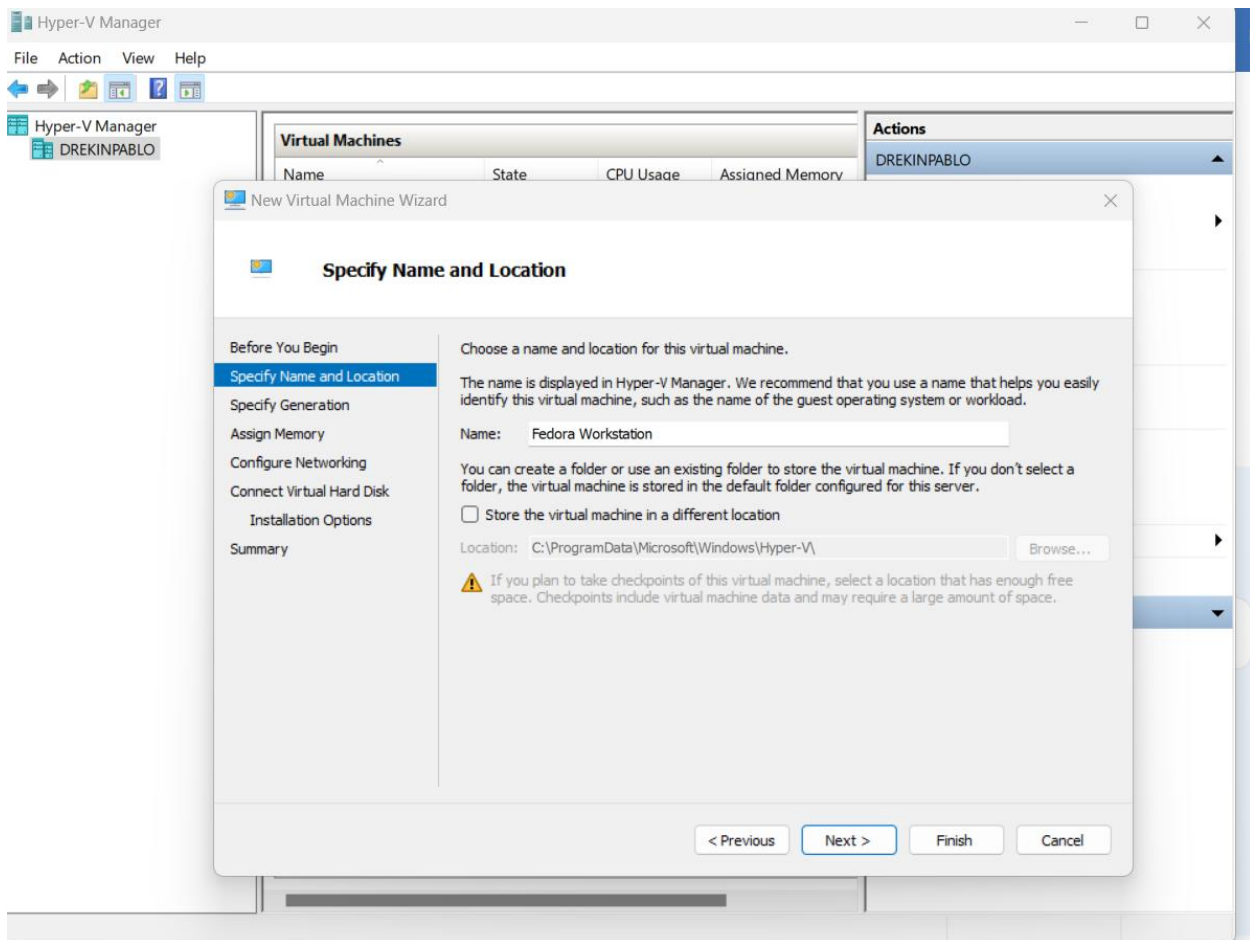 Hyper-V Manager
File Action View Help
Hyper-V Manager
DREKINPABLO
Virtual Machines
Name State CPU Usage Assigned Memory
Actions
DREKINPABLO
New Virtual Machine Wizard
Specify Name and Location
Before You Begin
Specify Name and Location
Specify Generation
Assign Memory
Configure Networking
Connect Virtual Hard Disk
Installation Options
Summary
Choose a name and location for this virtual machine.
The name is displayed in Hyper-V Manager. We recommend that you use a name that helps you easily
identify this virtual machine, such as the name of the guest operating system or workload.
Name: Fedora Workstation
You can create a folder or use an existing folder to store the virtual machine. If you don't select a
folder, the virtual machine is stored in the default folder configured for this server.
Store the virtual machine in a different location
Location: C:\ProgramData\Microsoft\Windows\Hyper-V\
Browse...
If you plan to take checkpoints of this virtual machine, select a location that has enough free
space. Checkpoints include virtual machine data and may require a large amount of space.
< Previous Next > Finish Cancel